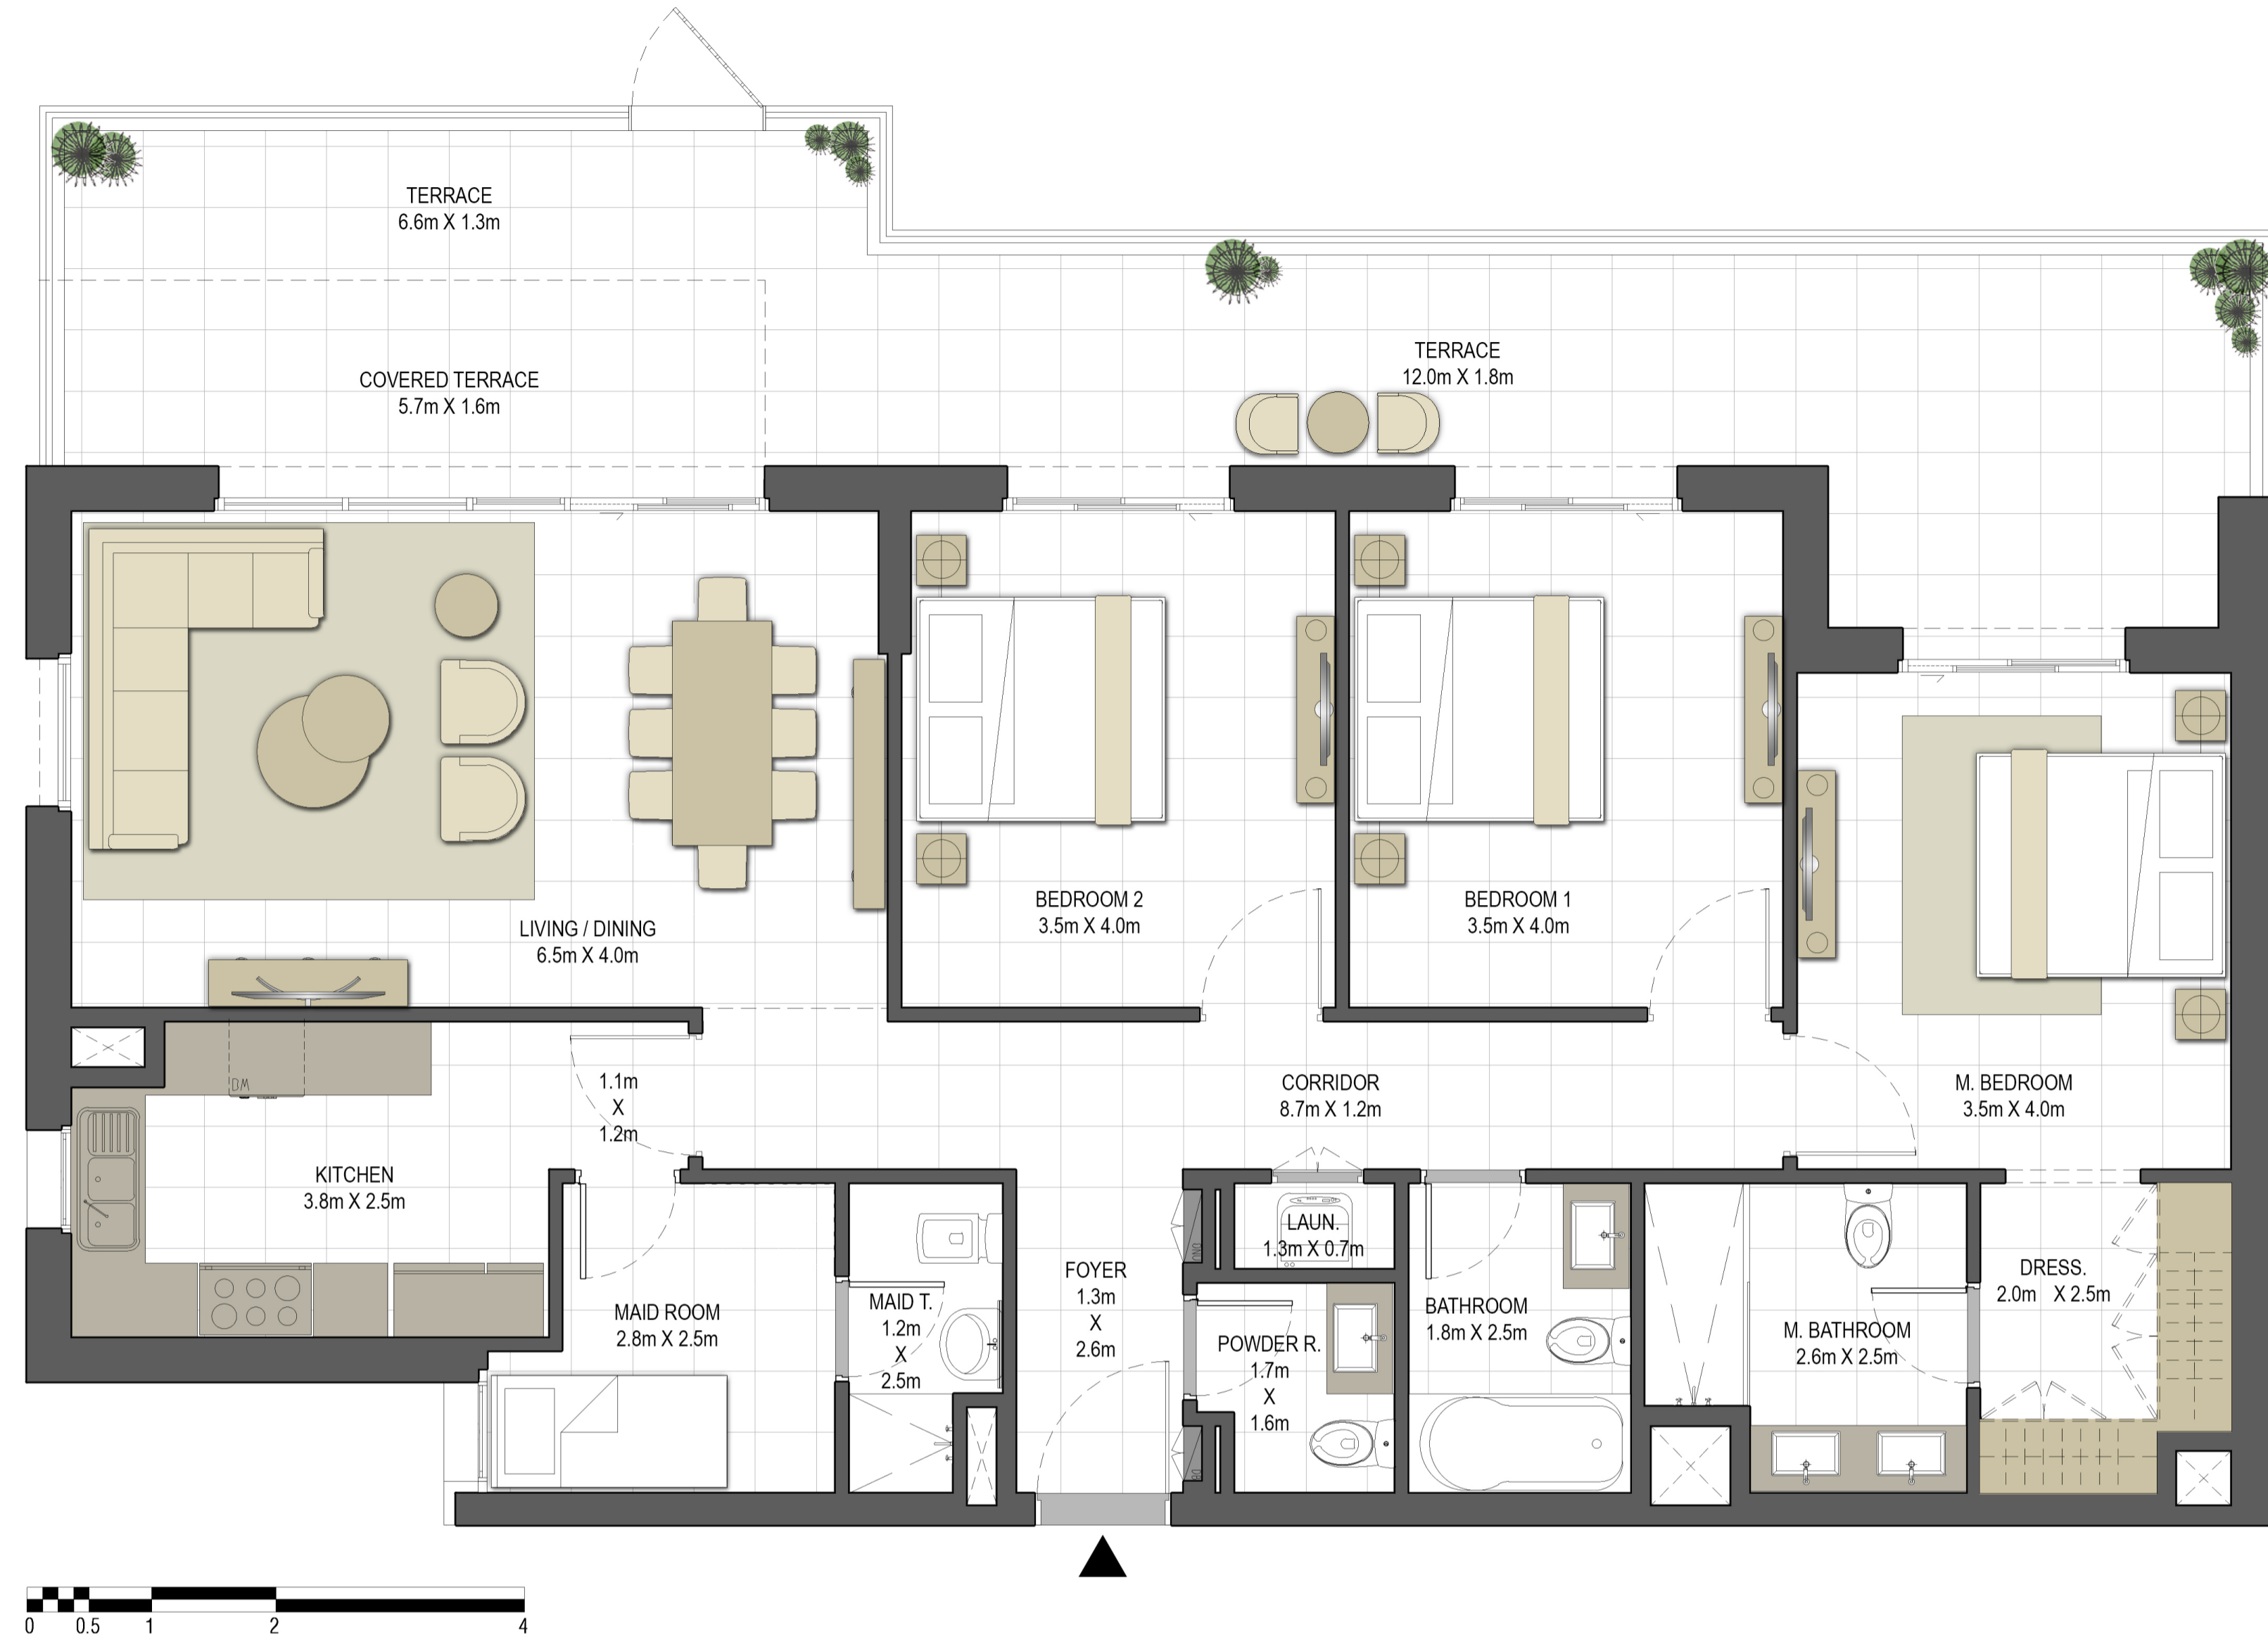 TERRACE
6.6m X 1.3m
COVERED TERRACE
5.7m X 1.6m
TERRACE
12.0m X 1.8m
LIVING / DINING
6.5m X 4.0m
BEDROOM 2
3.5m X 4.0m
BEDROOM 1
3.5m X 4.0m
M. BEDROOM
3.5m X 4.0m
DM
1.1m
X
1.2m
CORRIDOR
8.7m X 1.2m
KITCHEN
3.8m X 2.5m
MAID ROOM
2.8m X 2.5m
MAID T.
1.2m
X
2.5m
FOYER
1.3m
X
2.6m
LAUN.
1.3m X 0.7m
POWDER R.
1.7m
X
1.6m
BATHROOM
1.8m X 2.5m
M. BATHROOM
2.6m X 2.5m
DRESS.
2.0m X 2.5m
DB
0 0.5 1 2 4